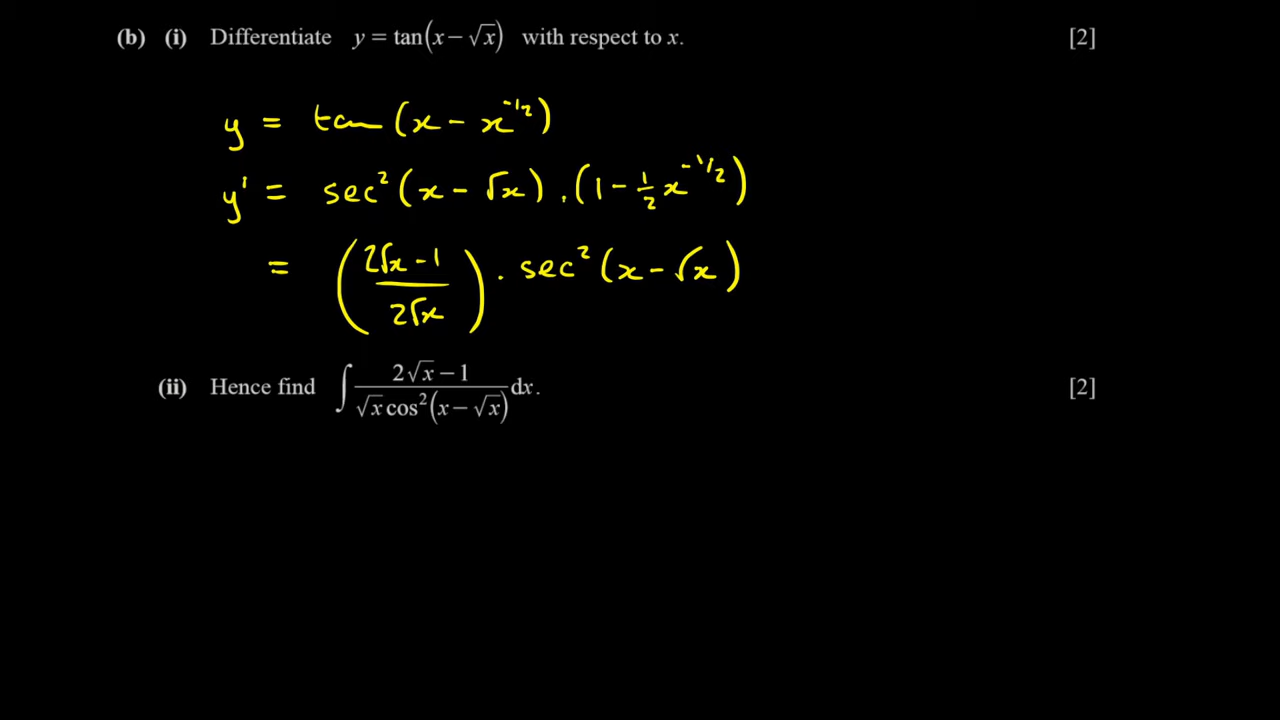 (b) (i) Differentiate y = tan(x − √x) with respect to x. [2]
y = tan (x − x^-1/2)
y' = sec² (x − √x) . (1 − 1/2 x^-1/2)
= ((2√x − 1)/(2√x)) . sec² (x − √x)
(ii) Hence find ∫ (2√x − 1)/(√x cos²(x − √x)) dx. [2]